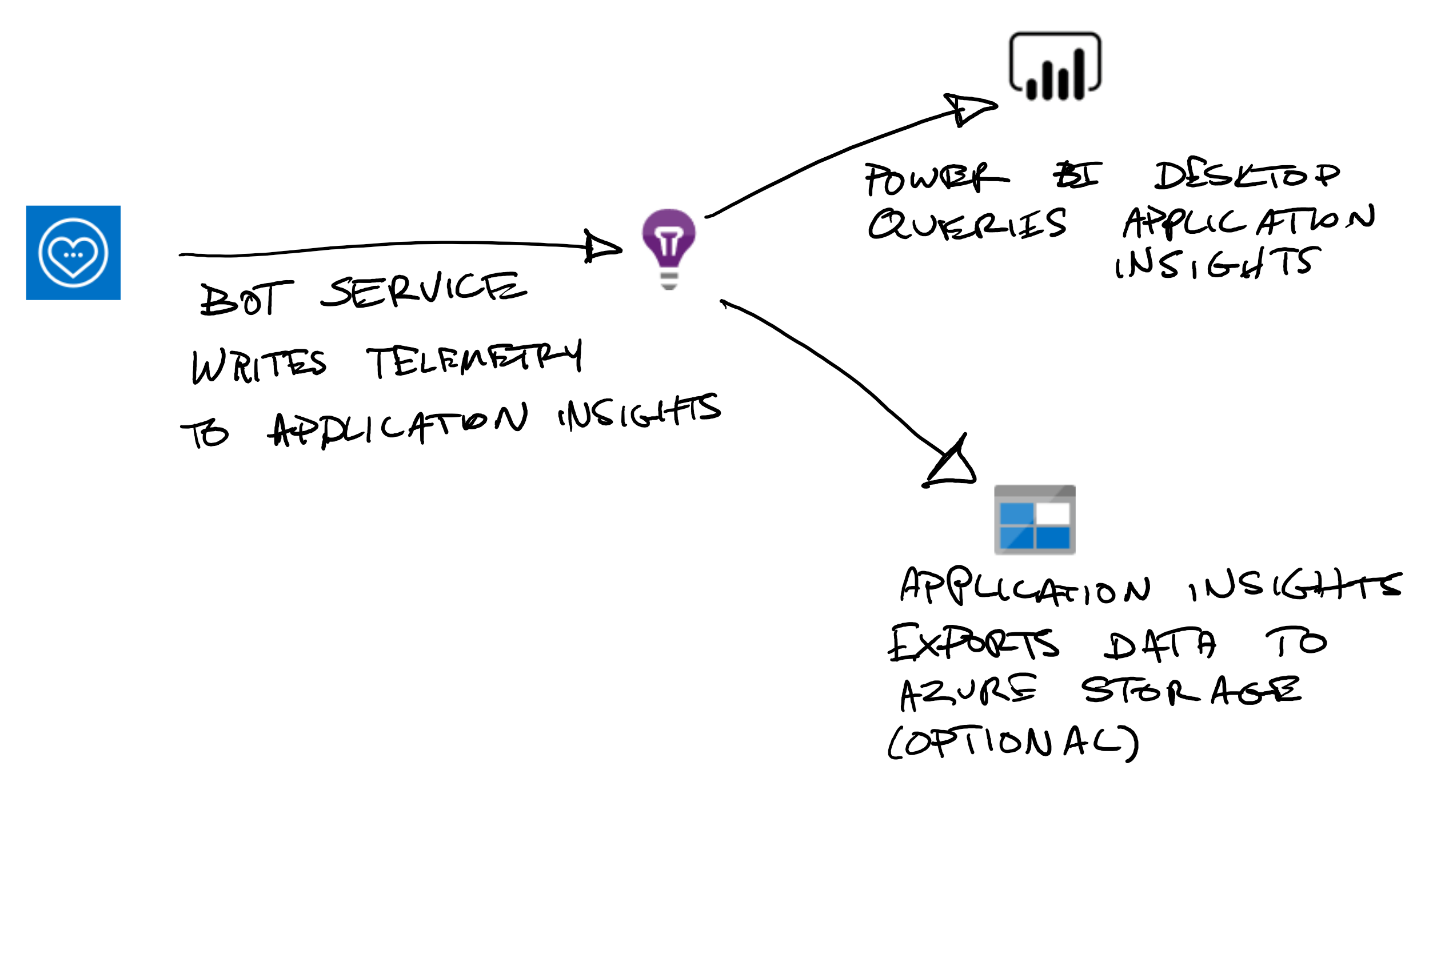 BOT SERVICE
WRITES TELEMETRY
TO APPLICATION INSIGHTS
POWER BI DESKTOP
QUERIES APPLICATION
INSIGHTS
APPLICATION INSIGHTS
EXPORTS DATA TO
AZURE STORAGE
(OPTIONAL)